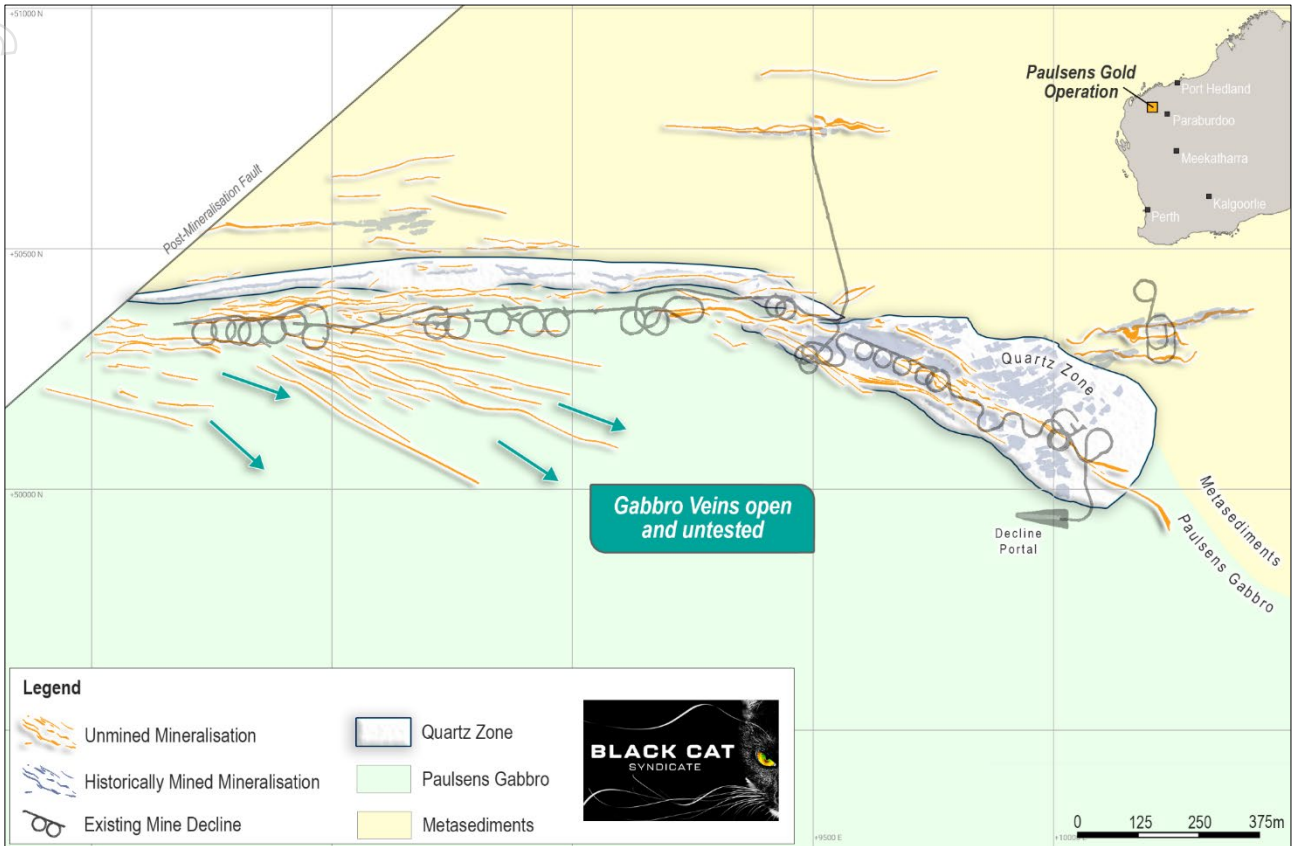 +51000 N
Paulsens Gold
Operation
Port Hedland
Paraburdoo
Meekatharra
Kalgoorlie
Perth
Post-Mineralisation Fault
+50500 N
Quartz Zone
+50000 N
Gabbro Veins open
and untested
Decline
Portal
Metasediments
Paulsens Gabbro
Legend
Unmined Mineralisation
Historically Mined Mineralisation
Existing Mine Decline
Quartz Zone
Paulsens Gabbro
Metasediments
BLACK CAT
SYNDICATE
+9500 E
0 125 250 375m